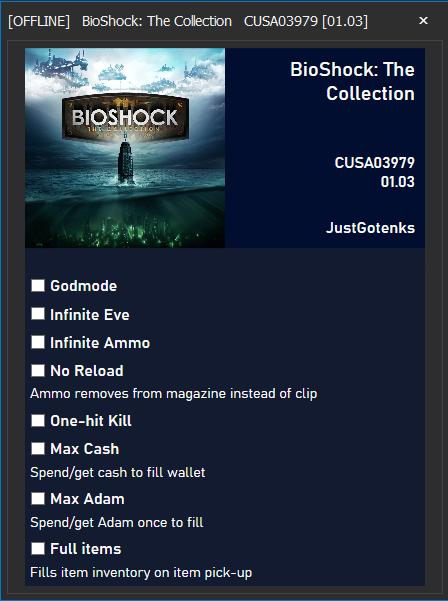 [OFFLINE] BioShock: The Collection CUSA03979 [01.03] ×
BIOSHOCK
THE COLLECTION
BioShock: The
Collection
CUSA03979
01.03
JustGotenks
Godmode
Infinite Eve
Infinite Ammo
No Reload
Ammo removes from magazine instead of clip
One-hit Kill
Max Cash
Spend/get cash to fill wallet
Max Adam
Spend/get Adam once to fill
Full items
Fills item inventory on item pick-up